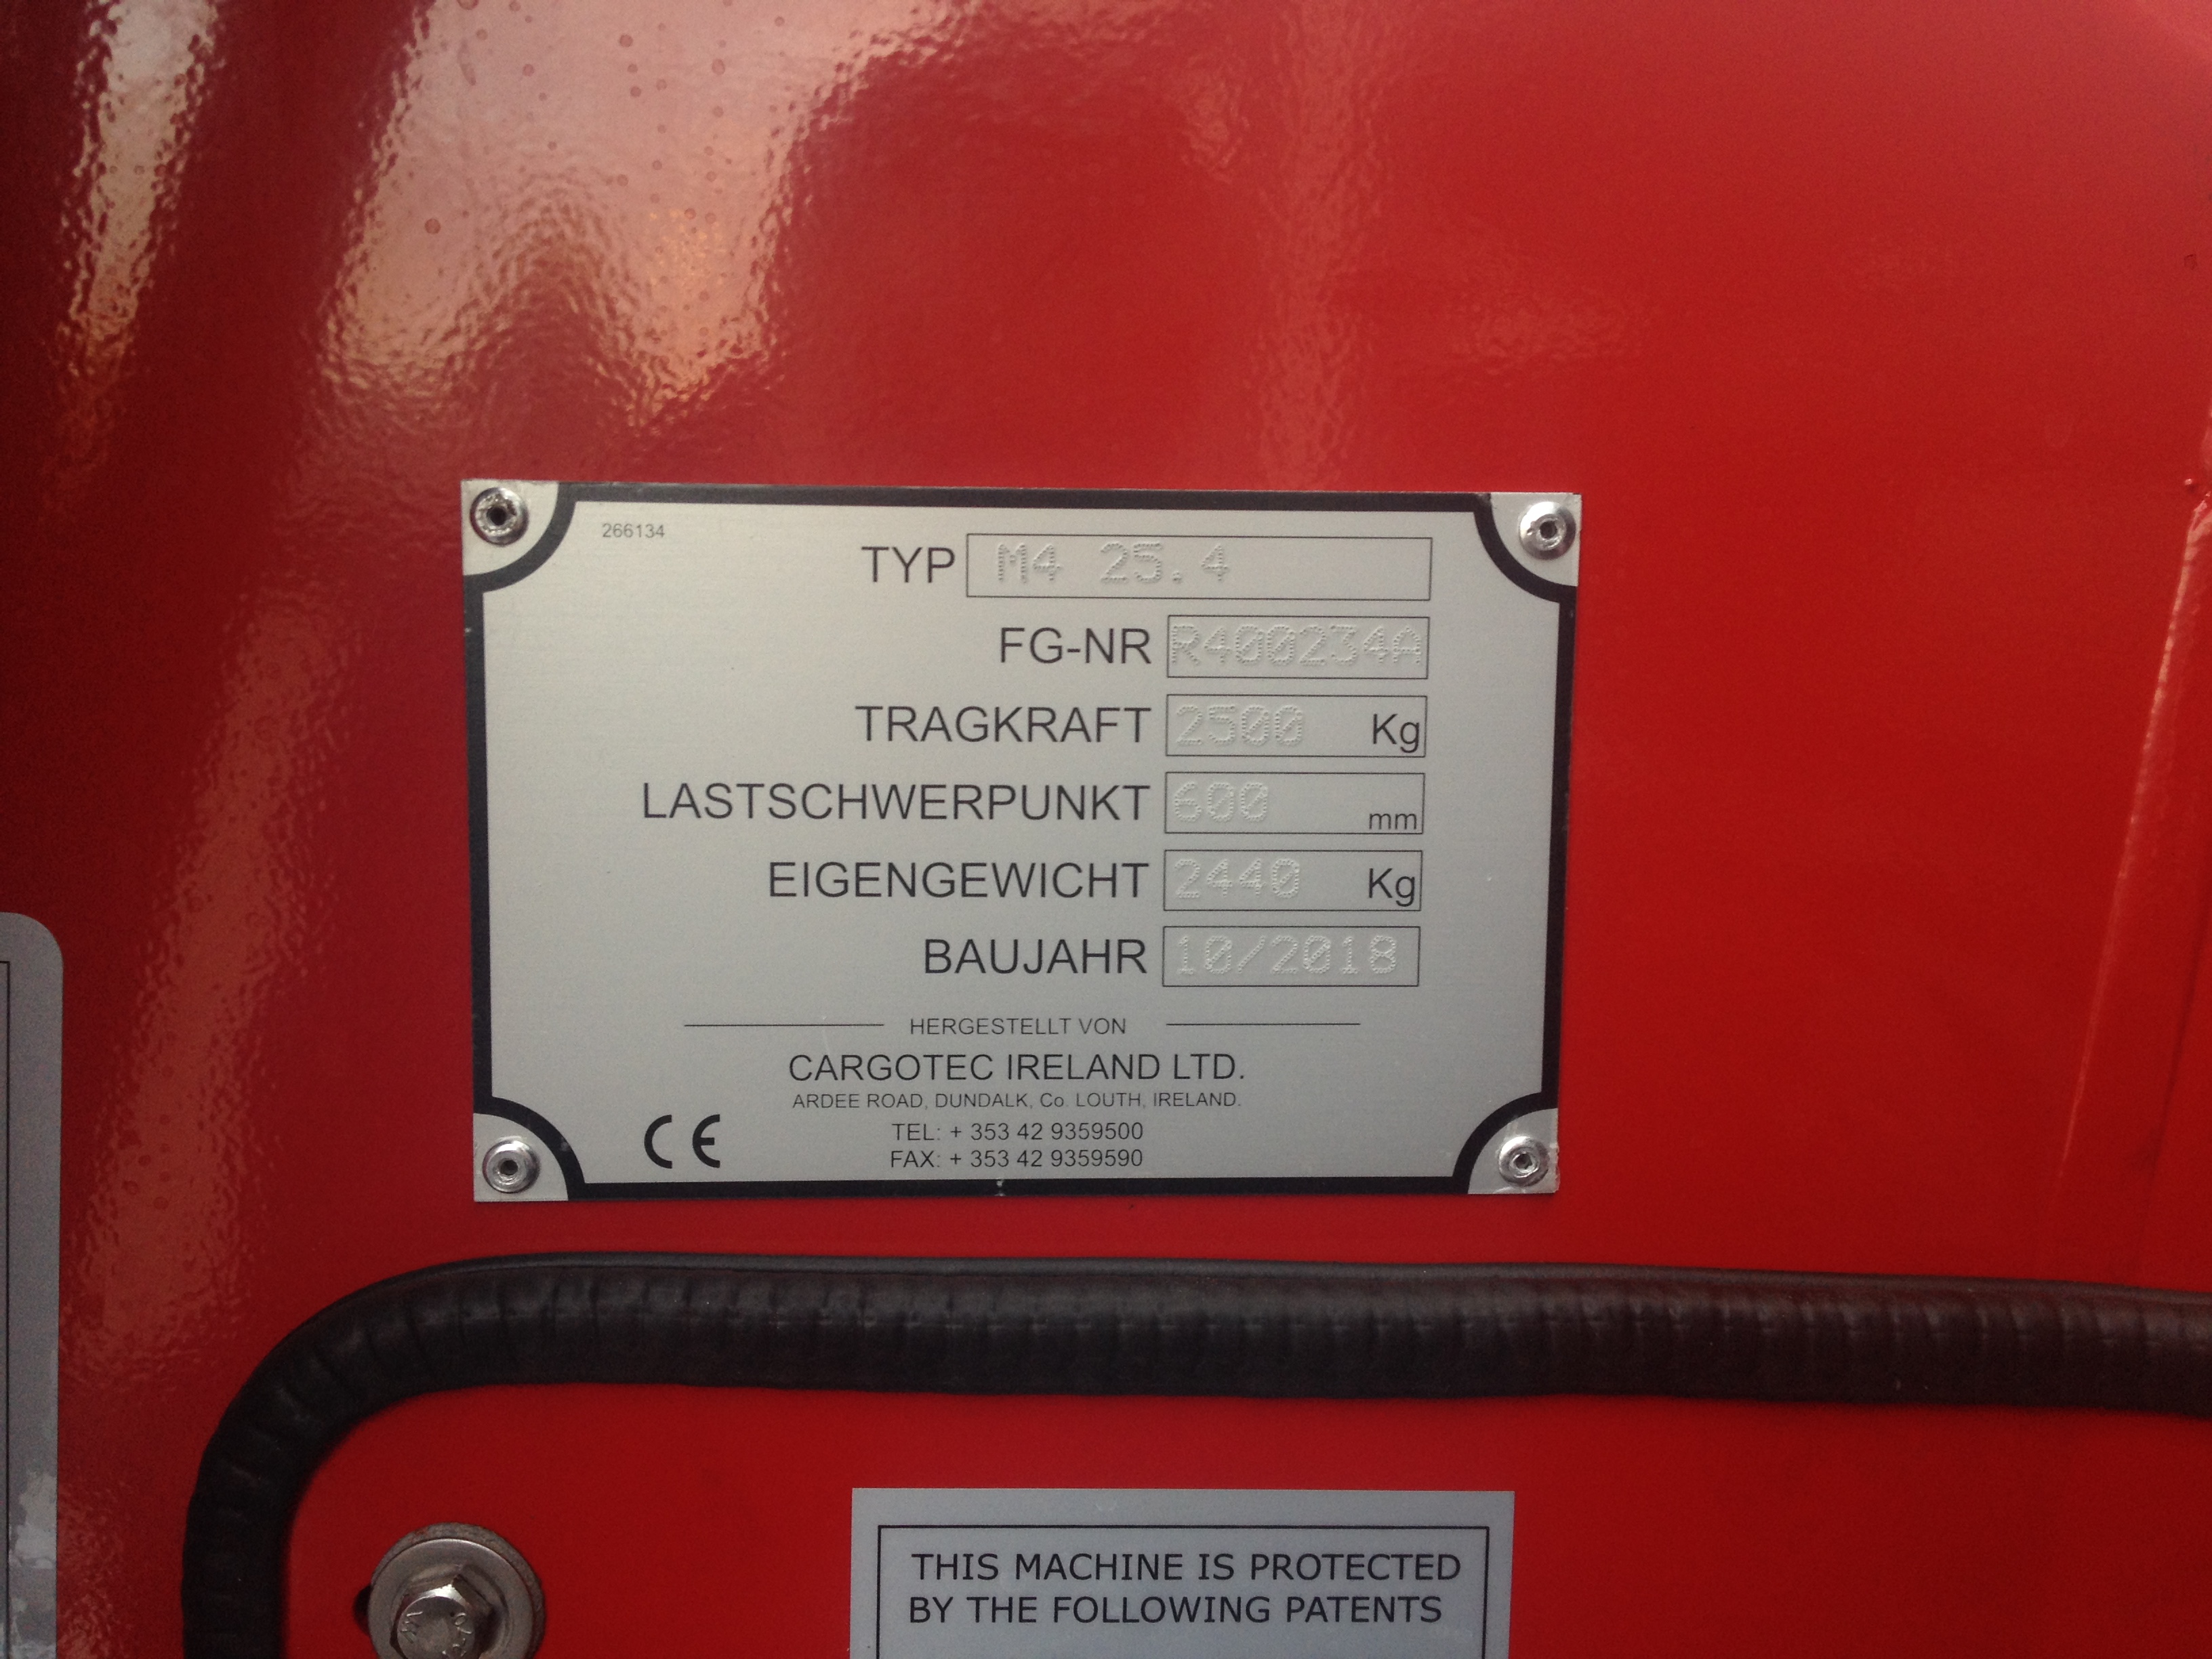 266134
TYP M4 25.4
FG-NR R400234A
TRAGKRAFT 2500 Kg
LASTSCHWERPUNKT 600 mm
EIGENGEWICHT 2440 Kg
BAUJAHR 10/2018
HERGESTELLT VON
CARGOTEC IRELAND LTD.
ARDEE ROAD, DUNDALK, Co. LOUTH, IRELAND.
TEL: + 353 42 9359500
FAX: + 353 42 9359590
CE
THIS MACHINE IS PROTECTED
BY THE FOLLOWING PATENTS